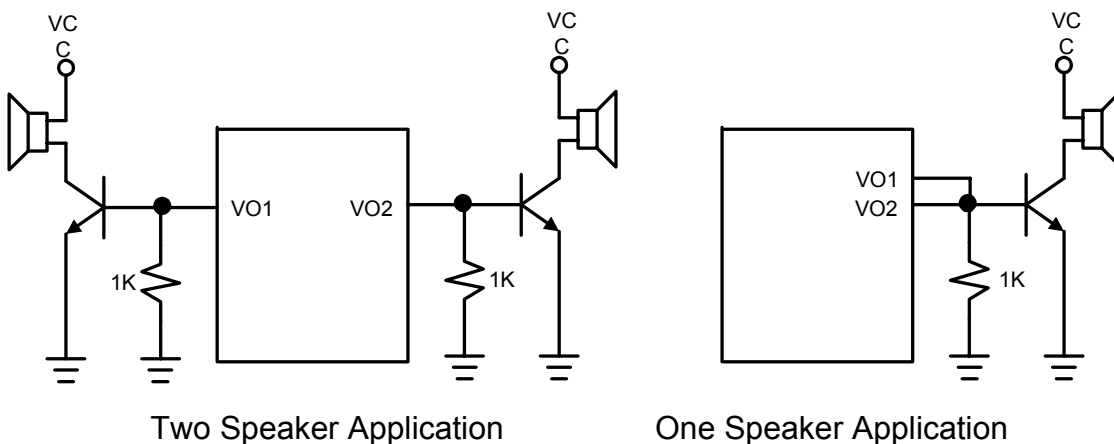 VC
C
VC
C
VC
C
VO1
VO2
VO1
VO2
1K
1K
1K
Two Speaker Application
One Speaker Application